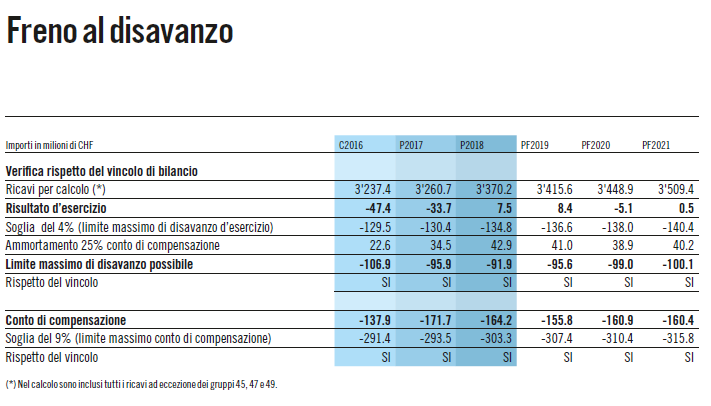 Freno al disavanzo
Importi in milioni di CHF C2016 P2017 P2018 PF2019 PF2020 PF2021
Verifica rispetto del vincolo di bilancio
Ricavi per calcolo (*) 3'237.4 3'260.7 3'370.2 3'415.6 3'448.9 3'509.4
Risultato d'esercizio -47.4 -33.7 7.5 8.4 -5.1 0.5
Soglia del 4% (limite massimo di disavanzo d'esercizio) -129.5 -130.4 -134.8 -136.6 -138.0 -140.4
Ammortamento 25% conto di compensazione 22.6 34.5 42.9 41.0 38.9 40.2
Limite massimo di disavanzo possibile -106.9 -95.9 -91.9 -95.6 -99.0 -100.1
Rispetto del vincolo SI SI SI SI SI SI
Conto di compensazione -137.9 -171.7 -164.2 -155.8 -160.9 -160.4
Soglia del 9% (limite massimo conto di compensazione) -291.4 -293.5 -303.3 -307.4 -310.4 -315.8
Rispetto del vincolo SI SI SI SI SI SI
(*) Nel calcolo sono inclusi tutti i ricavi ad eccezione dei gruppi 45, 47 e 49.